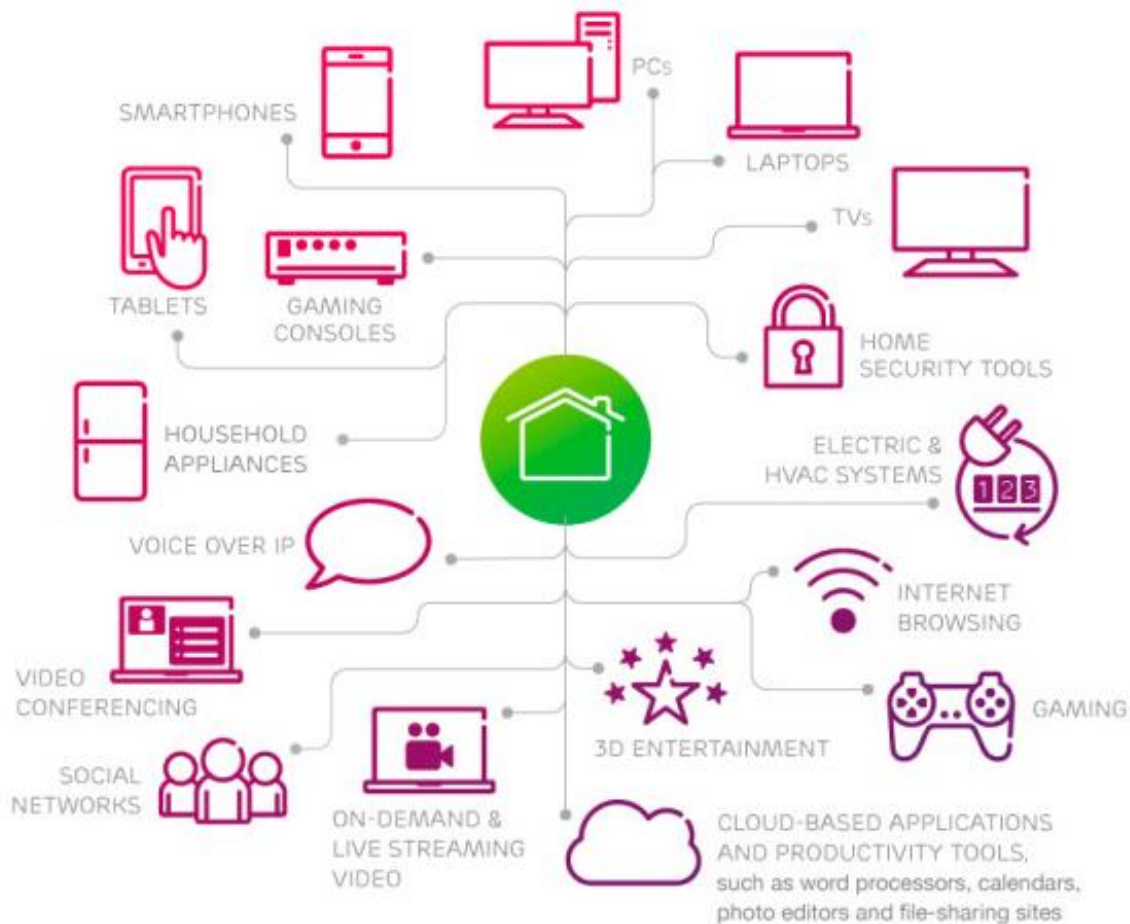 PCs
SMARTPHONES
LAPTOPS
TVs
TABLETS
GAMING
CONSOLES
HOME
SECURITY TOOLS
HOUSEHOLD
APPLIANCES
ELECTRIC &
HVAC SYSTEMS
123
VOICE OVER IP
INTERNET
BROWSING
VIDEO
CONFERENCING
GAMING
3D ENTERTAINMENT
SOCIAL
NETWORKS
ON-DEMAND &
LIVE STREAMING
VIDEO
CLOUD-BASED APPLICATIONS
AND PRODUCTIVITY TOOLS,
such as word processors, calendars,
photo editors and file-sharing sites